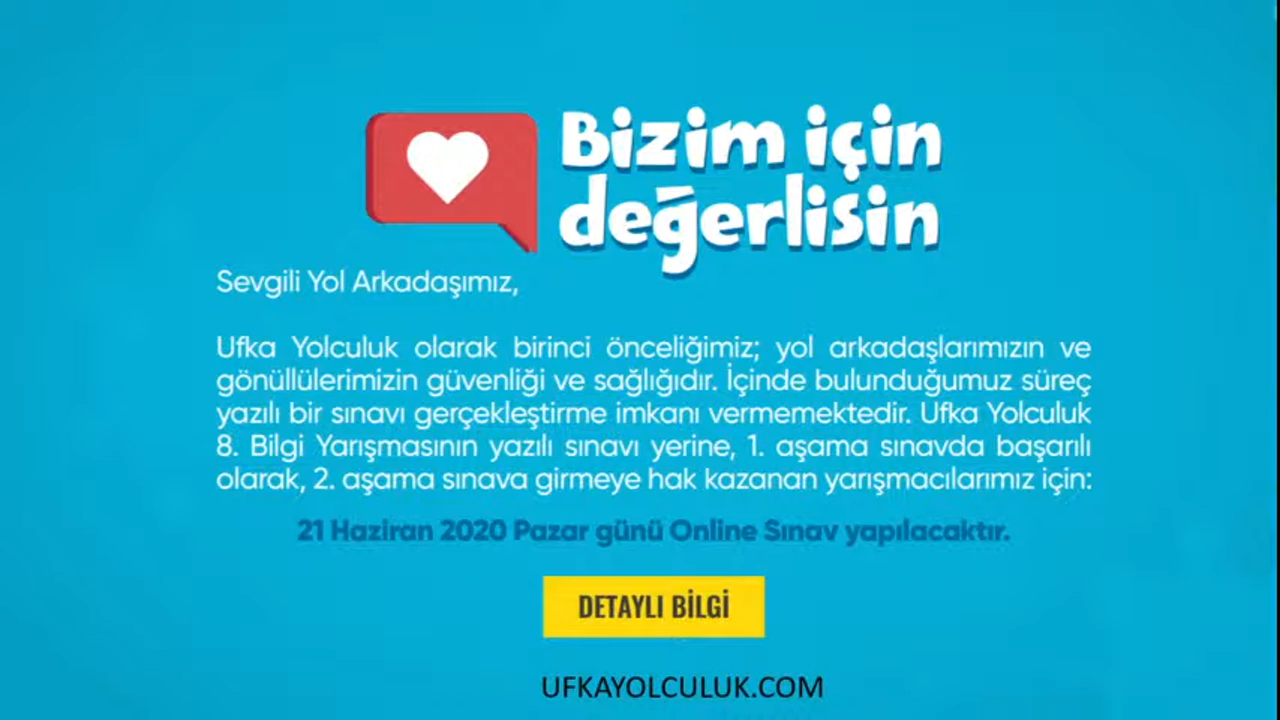 Bizim için
değerlisin
Sevgili Yol Arkadaşımız,
Ufka Yolculuk olarak birinci önceliğimiz; yol arkadaşlarımızın ve
gönüllülerimizin güvenliği ve sağlığıdır. İçinde bulunduğumuz süreç
yazılı bir sınavı gerçekleştirme imkanı vermemektedir. Ufka Yolculuk
8. Bilgi Yarışmasının yazılı sınavı yerine, 1. aşama sınavda başarılı
olarak, 2. aşama sınava girmeye hak kazanan yarışmacılarımız için:
21 Haziran 2020 Pazar günü Online Sınav yapılacaktır.
DETAYLI BİLGİ
UFKAYOLCULUK.COM